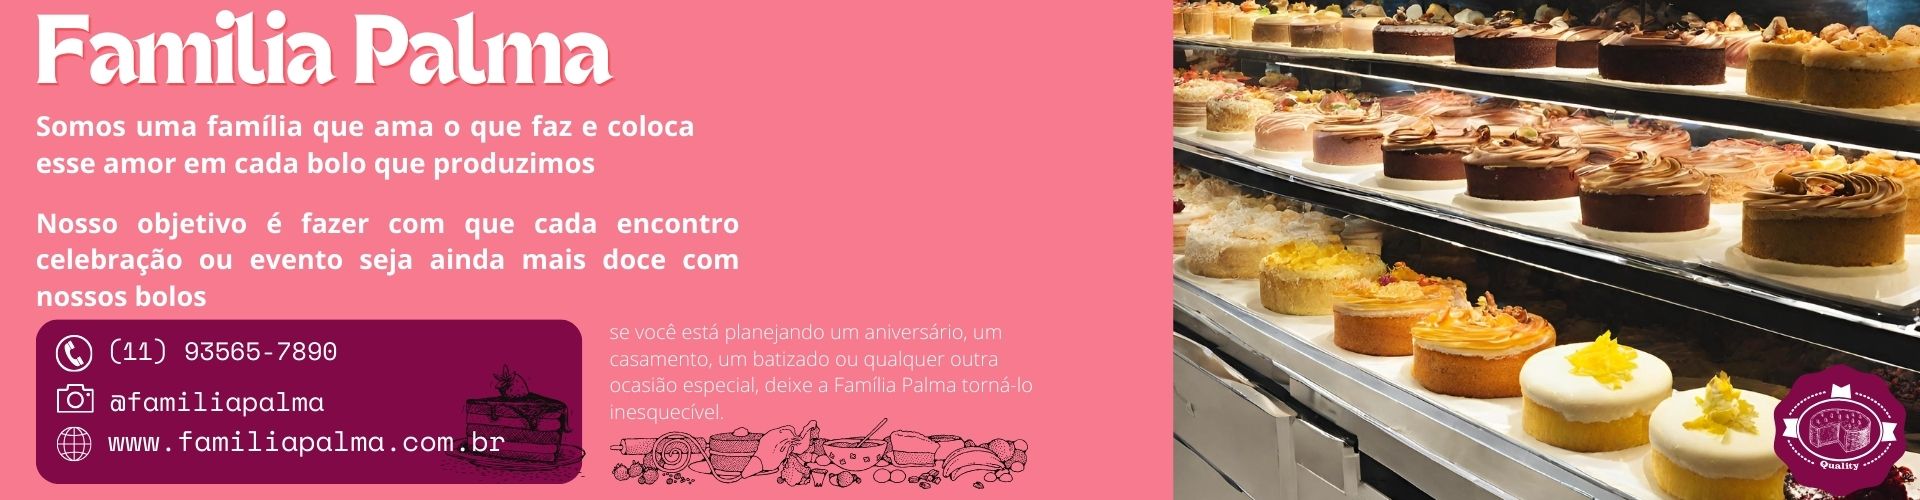 Familia Palma
Somos uma família que ama o que faz e coloca
esse amor em cada bolo que produzimos
Nosso objetivo é fazer com que cada encontro
celebração ou evento seja ainda mais doce com
nossos bolos
(11) 93565-7890
@familiapalma
www.familiapalma.com.br
se você está planejando um aniversário, um
casamento, um batizado ou qualquer outra
ocasião especial, deixe a Família Palma torná-lo
inesquecível.
Quality